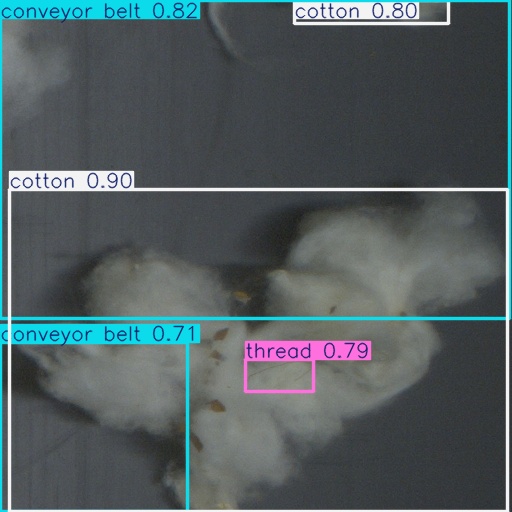 conveyor belt 0.82
cotton 0.80
cotton 0.90
conveyor belt 0.71
thread 0.79